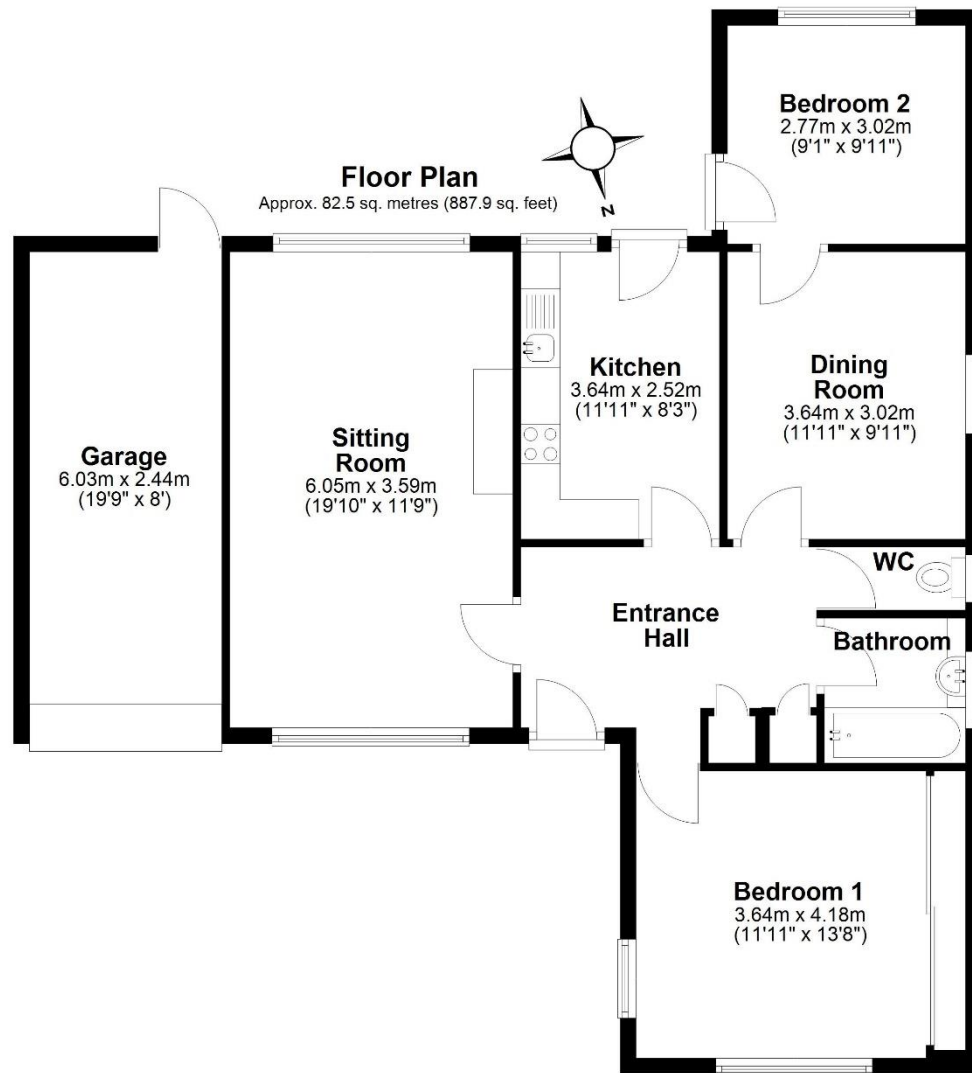 Bedroom 2
2.77m x 3.02m
(9'1" x 9'11")
Floor Plan
Approx. 82.5 sq. metres (887.9 sq. feet)
N
Kitchen
3.64m x 2.52m
(11'11" x 8'3")
Dining
Room
3.64m x 3.02m
(11'11" x 9'11")
Garage
6.03m x 2.44m
(19'9" x 8')
Sitting
Room
6.05m x 3.59m
(19'10" x 11'9")
WC
Entrance
Hall
Bathroom
Bedroom 1
3.64m x 4.18m
(11'11" x 13'8")